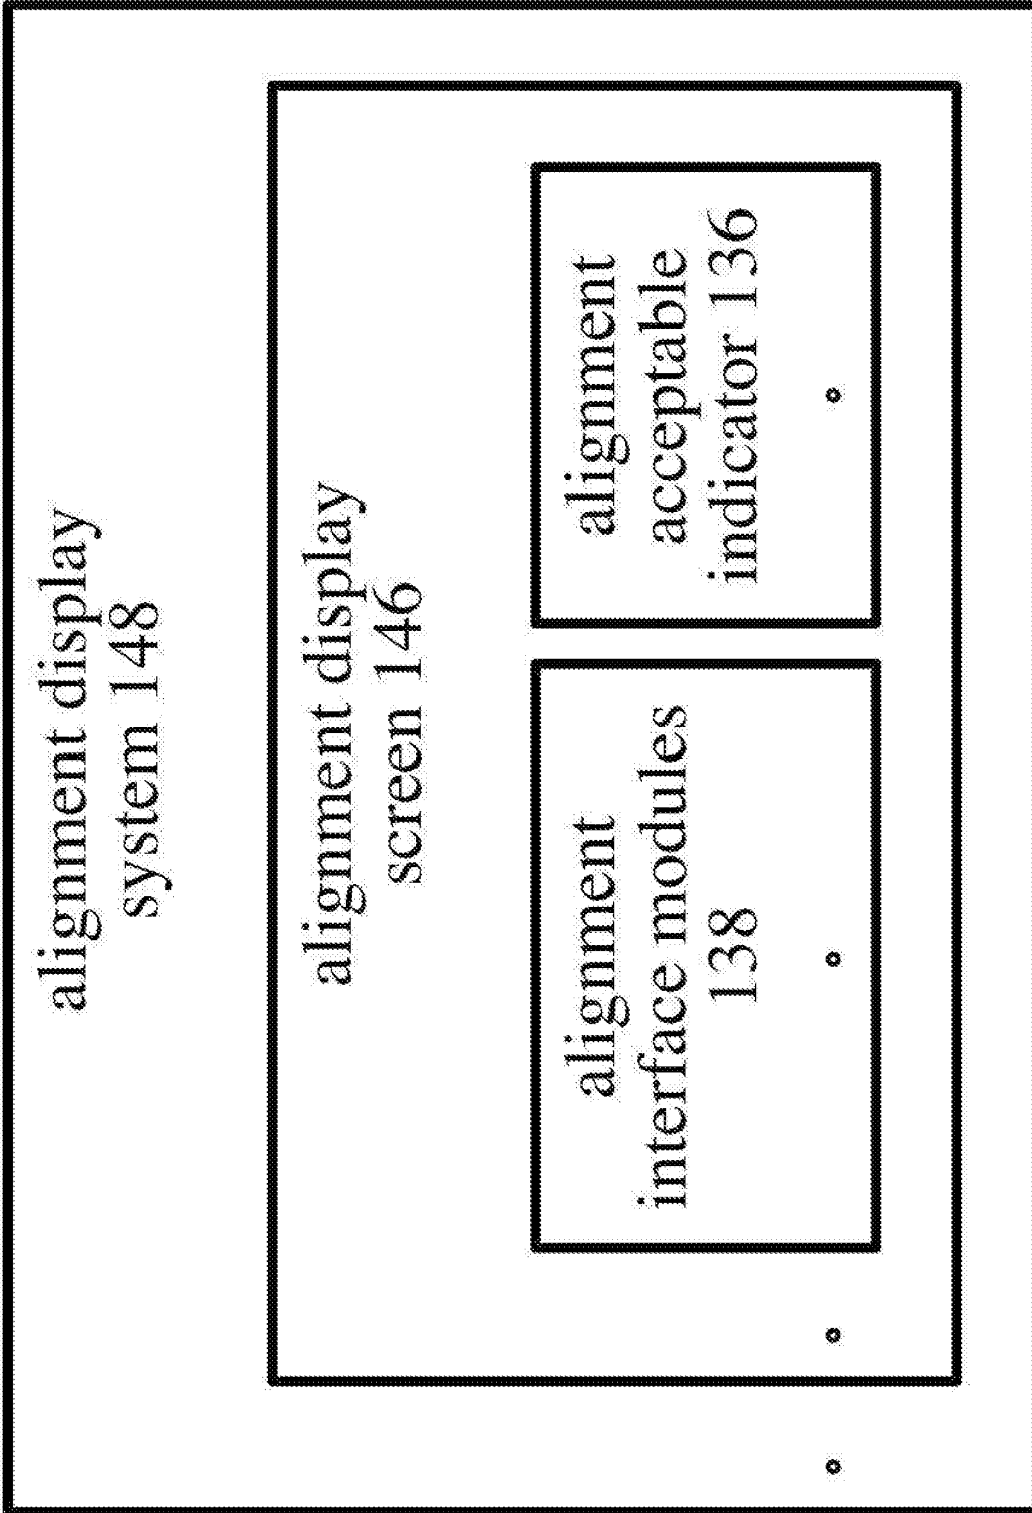 alignment display
system 148
alignment display
screen 146
alignment
interface modules
138
alignment
acceptable
indicator 136